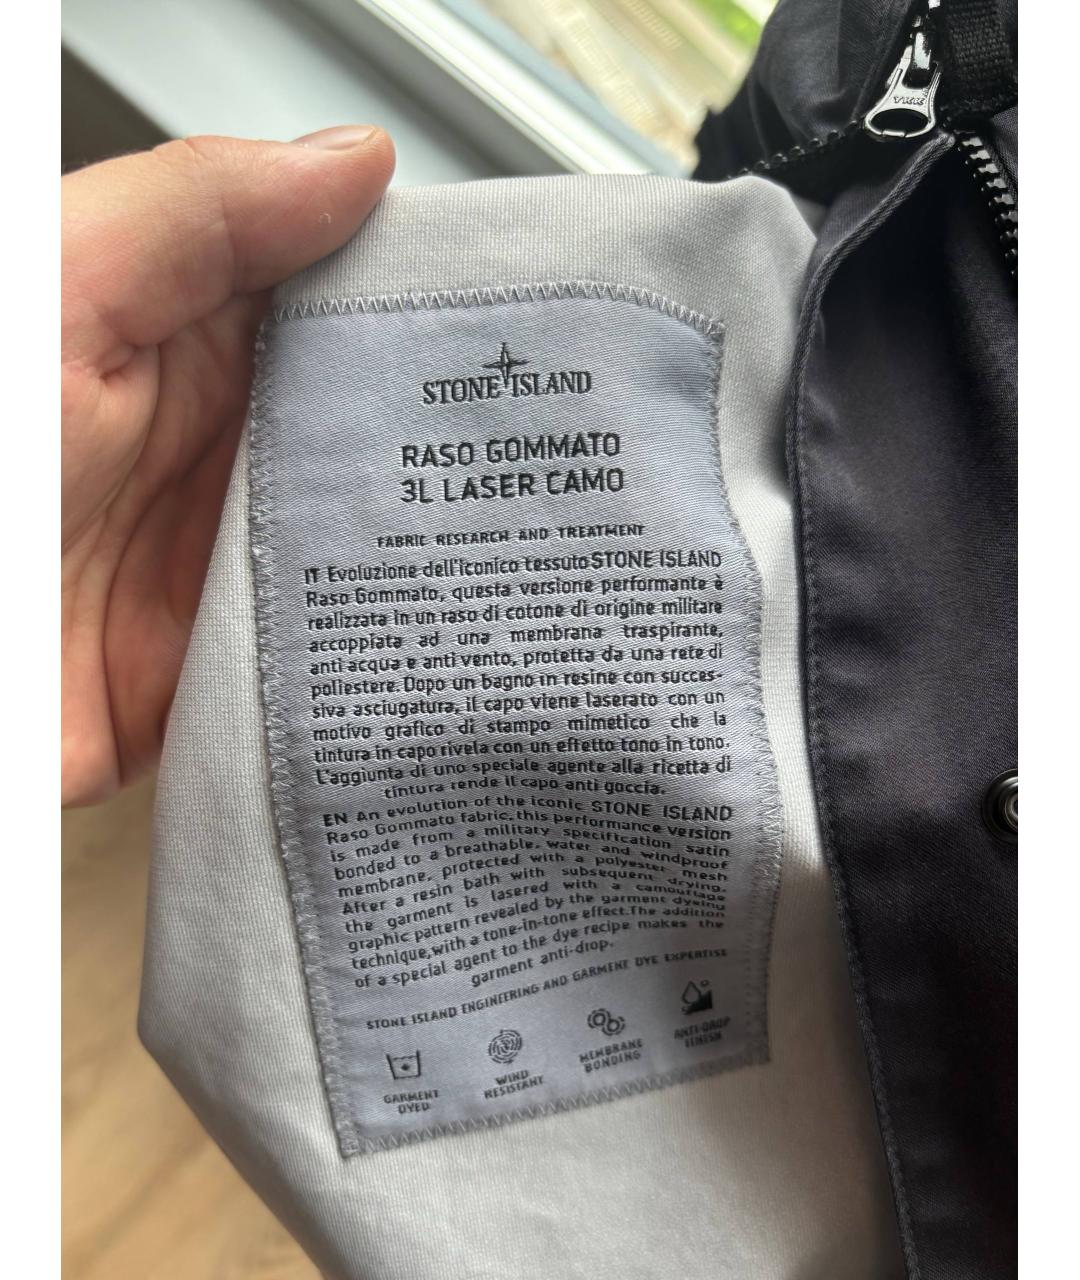 YKK
STONE ISLAND
RASO GOMMATO
3L LASER CAMO
FABRIC RESEARCH AND TREATMENT
IT Evoluzione dell'iconico tessuto STONE ISLAND
Raso Gommato, questa versione performante è
realizzata in un raso di cotone di origine militare
accoppiata ad una membrana traspirante,
anti acqua e anti vento, protetta da una rete di
poliestere. Dopo un bagno in resine con succes-
siva asciugatura, il capo viene laserato con un
motivo grafico di stampo mimetico che la
tintura in capo rivela con un effetto tono in tono.
L'aggiunta di uno speciale agente alla ricetta di
tintura rende il capo anti goccia.
EN An evolution of the iconic STONE ISLAND
Raso Gommato fabric, this performance version
is made from a military specification satin
bonded to a breathable, water and windproof
membrane, protected with a polyester mesh
After a resin bath with subsequent drying,
the garment is lasered with a camouflage
graphic pattern revealed by the garment dyeing
technique, with a tone-in-tone effect. The addition
of a special agent to the dye recipe makes the
garment anti-drop.
STONE ISLAND ENGINEERING AND GARMENT DYE EXPERTISE
GARMENT
DYED
WIND
RESISTANT
MEMBRANE
BONDING
ANTI-DROP
FINISH